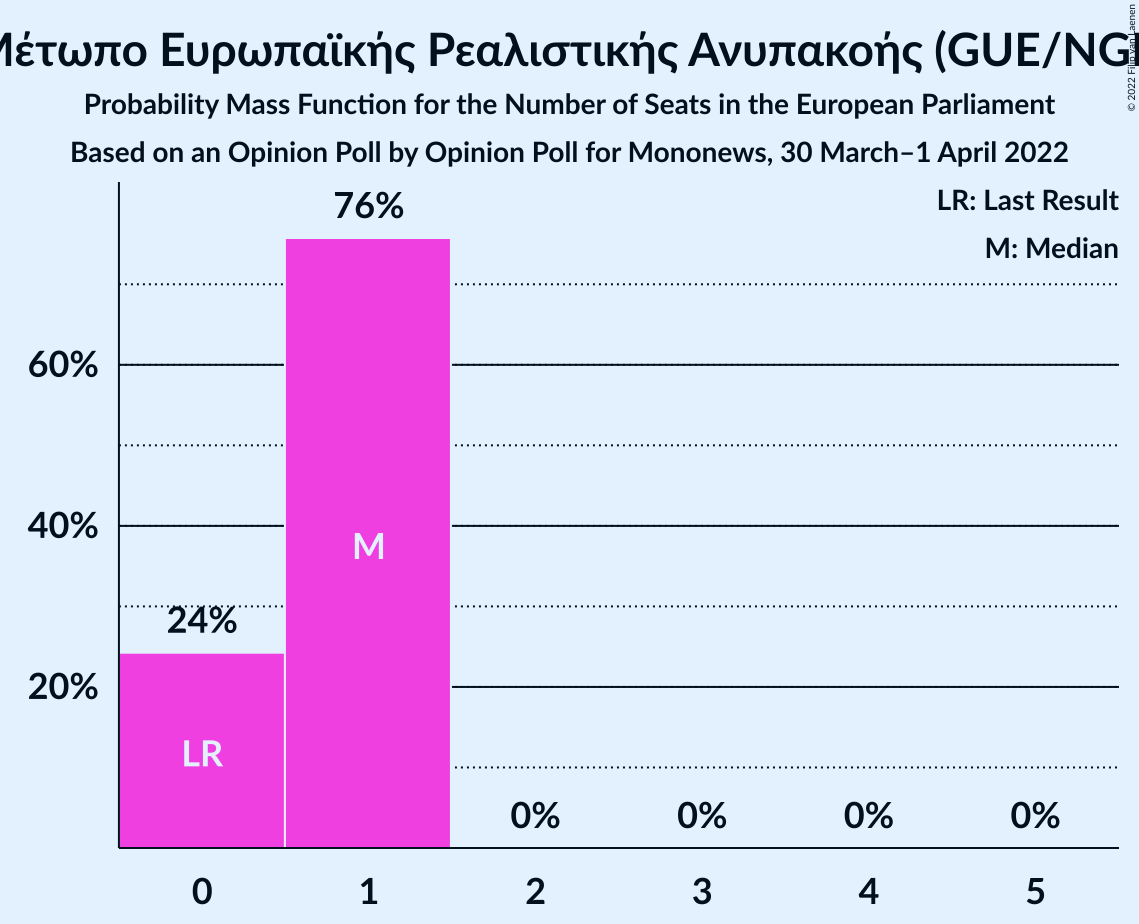 Μέτωπο Ευρωπαϊκής Ρεαλιστικής Ανυπακοής (GUE/NG
© 2022 Filip van Laenen
Probability Mass Function for the Number of Seats in the European Parliament
Based on an Opinion Poll by Opinion Poll for Mononews, 30 March–1 April 2022
LR: Last Result
M: Median
76%
60%
40%
M
24%
20%
LR
0% 0% 0% 0%
0 1 2 3 4 5